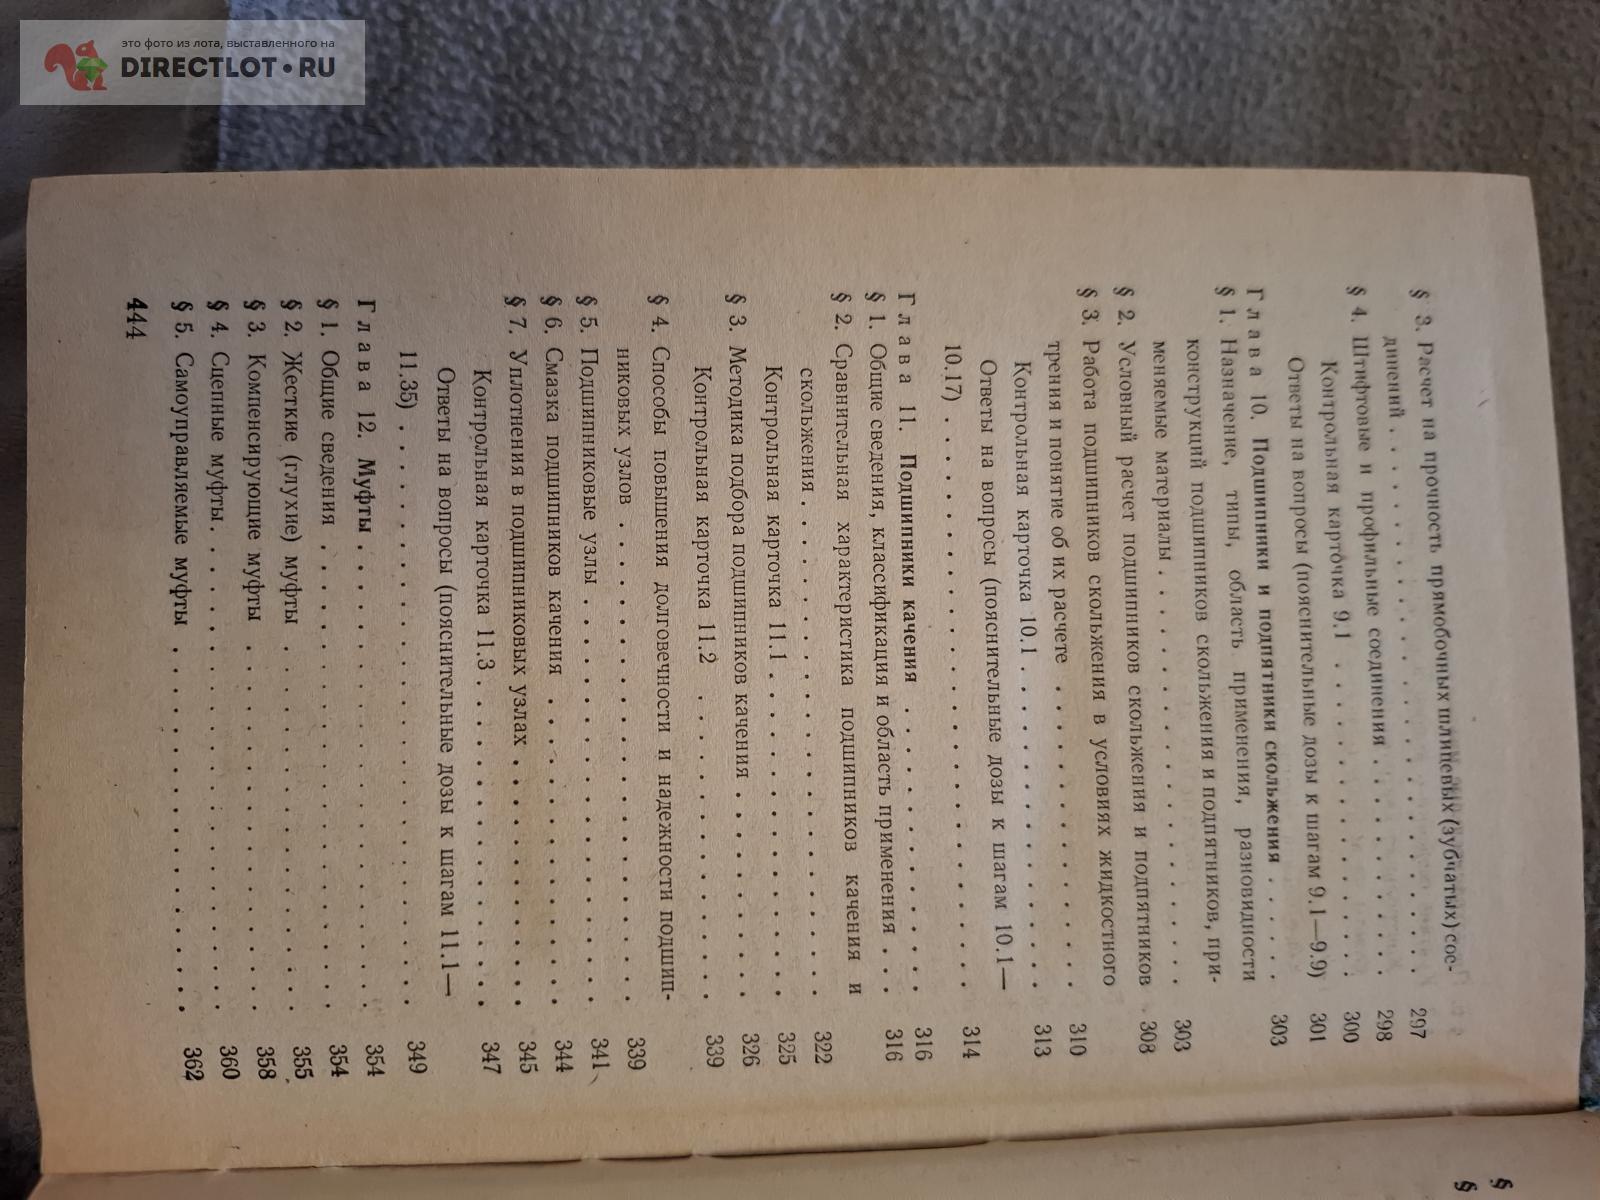 это фото из лота, выставленного на
DIRECTLOT•RU
§ 3. Расчет на прочность прямобочных шлицевых (зубчатых) сое-
динений . . . . . . . . . . . . . . . . . 297
§ 4. Штифтовые и профильные соединения . . . . . . . 298
Контрольная карточка 9.1 . . . . . . . . . . 300
Ответы на вопросы (пояснительные дозы к шагам 9.1—9.9) 301
Глава 10. Подшипники и подпятники скольжения . . . . . 303
§ 1. Назначение, типы, область применения, разновидности
конструкций подшипников скольжения и подпятников, при-
меняемые материалы . . . . . . . . . . . . 303
§ 2. Условный расчет подшипников скольжения и подпятников . 308
§ 3. Работа подшипников скольжения в условиях жидкостного
трения и понятие об их расчете . . . . . . . . . 310
Контрольная карточка 10.1 . . . . . . . . . . 313
Ответы на вопросы (пояснительные дозы к шагам 10.1—
10.17) . . . . . . . . . . . . . . . . . 314
Глава 11. Подшипники качения . . . . . . . . . 316
§ 1. Общие сведения, классификация и область применения . . . 316
§ 2. Сравнительная характеристика подшипников качения и
скольжения . . . . . . . . . . . . . . . 322
Контрольная карточка 11.1 . . . . . . . . . . 325
§ 3. Методика подбора подшипников качения . . . . . . 326
Контрольная карточка 11.2 . . . . . . . . . 339
§ 4. Способы повышения долговечности и надежности подшип-
никовых узлов . . . . . . . . . . . . . . 339
§ 5. Подшипниковые узлы . . . . . . . . . . . . 341
§ 6. Смазка подшипников качения . . . . . . . . . 344
§ 7. Уплотнения в подшипниковых узлах . . . . . . . 345
Контрольная карточка 11.3 . . . . . . . . . . 347
Ответы на вопросы (пояснительные дозы к шагам 11.1—
11.35) . . . . . . . . . . . . . . . . . 349
Глава 12. Муфты . . . . . . . . . . . . . . 354
§ 1. Общие сведения . . . . . . . . . . . . . . 354
§ 2. Жесткие (глухие) муфты . . . . . . . . . . . 355
§ 3. Компенсирующие муфты . . . . . . . . . . . 358
§ 4. Сцепные муфты . . . . . . . . . . . . . . 360
§ 5. Самоуправляемые муфты . . . . . . . . . . . 362
444
§
§